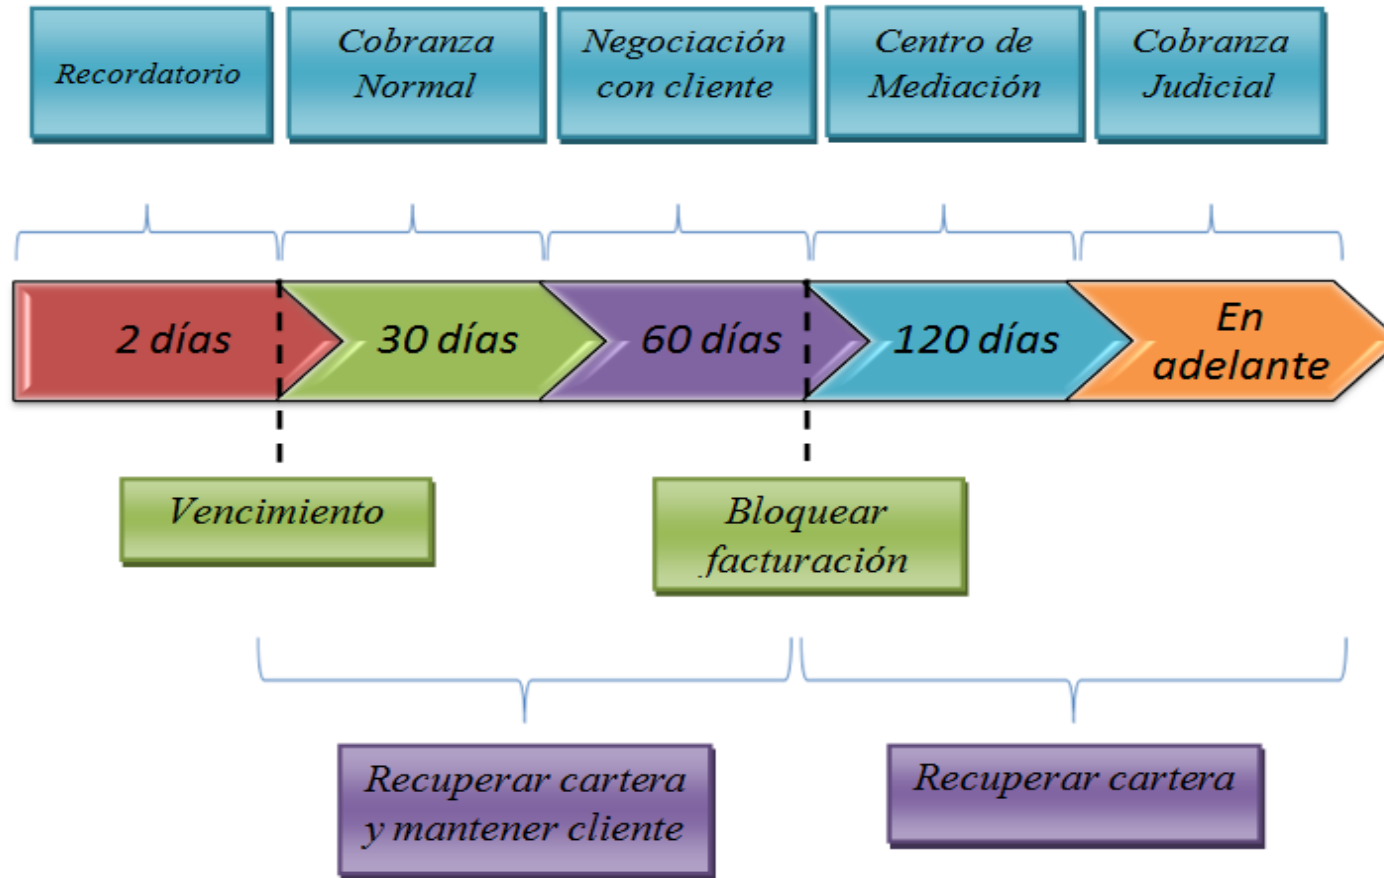 Recordatorio
Cobranza
Normal
Negociación
con cliente
Centro de
Mediación
Cobranza
Judicial
2 días
30 días
60 días
120 días
En
adelante
Vencimiento
Bloquear
facturación
Recuperar cartera
y mantener cliente
Recuperar cartera